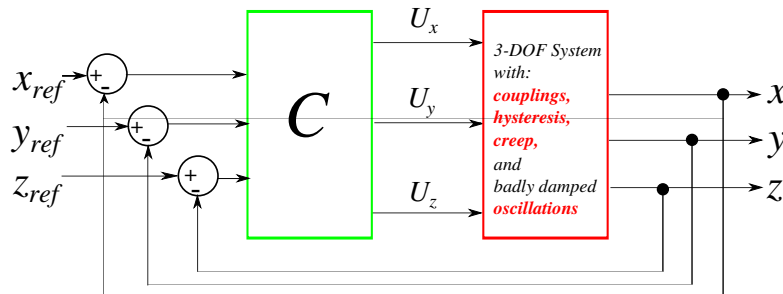 x_ref
y_ref
z_ref
+
-
+
-
+
-
C
U_x
U_y
U_z
3-DOF System
with:
couplings,
hysteresis,
creep,
and
badly damped
oscillations
x
y
z